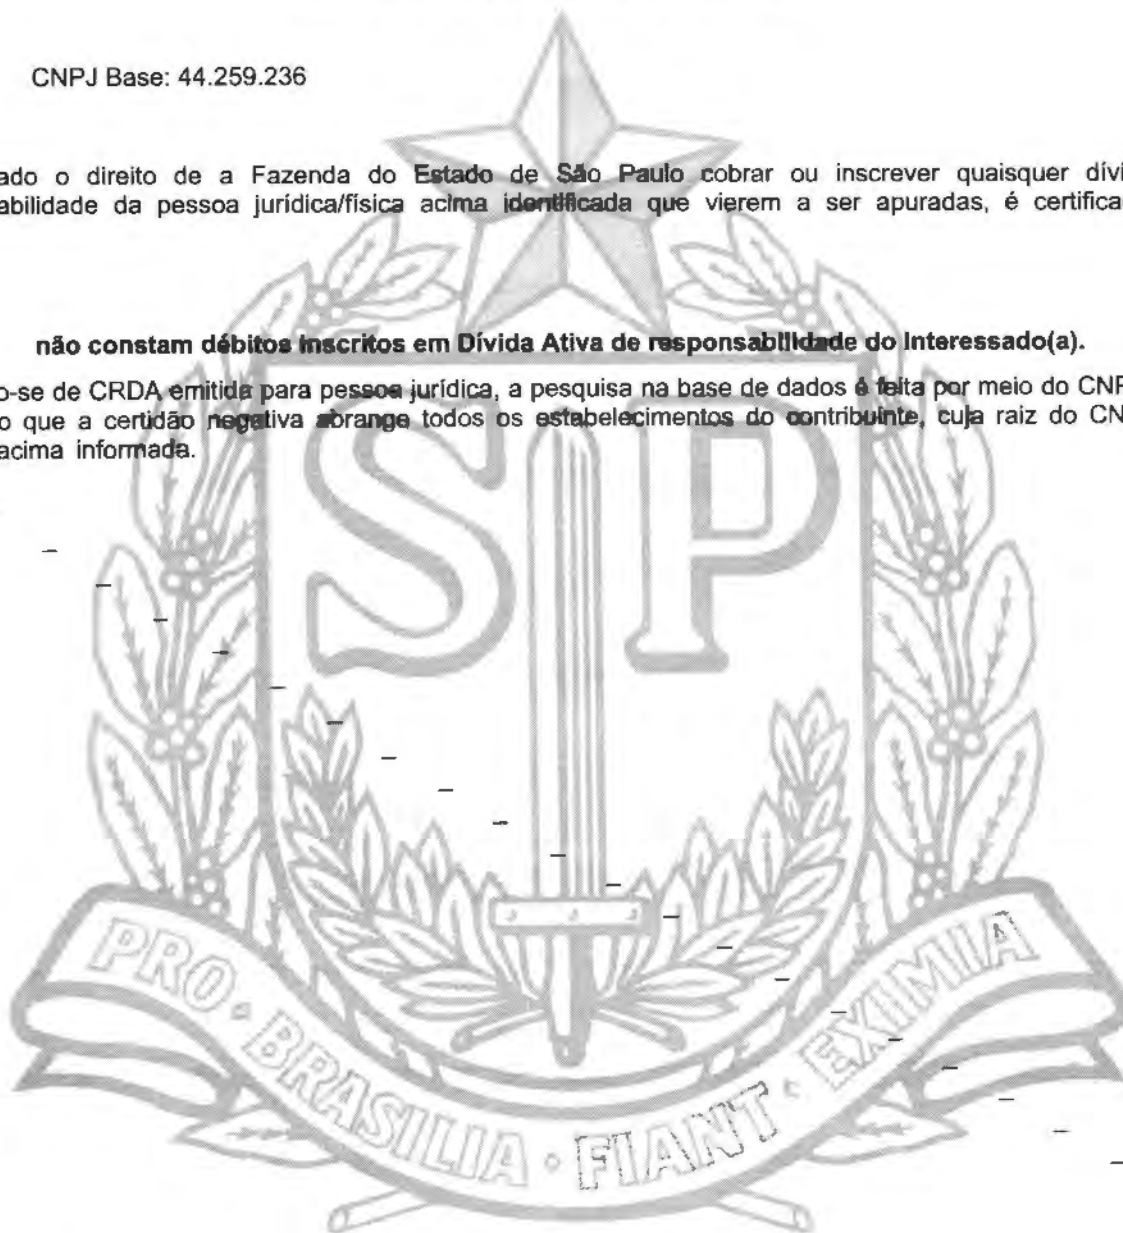 CNPJ Base: 44.259.236
ado o direito de a Fazenda do Estado de São Paulo cobrar ou inscrever quaisquer dívi
abilidade da pessoa jurídica/física acima identificada que vierem a ser apuradas, é certifica
não constam débitos inscritos em Dívida Ativa de responsabilidade do Interessado(a).
o-se de CRDA emitida para pessoa jurídica, a pesquisa na base de dados é feita por meio do CNP
o que a certidão negativa abrange todos os estabelecimentos do contribuinte, cuja raiz do CN
acima informada.
SP
PRO · BRASILIA · FIANT · EXIMIA